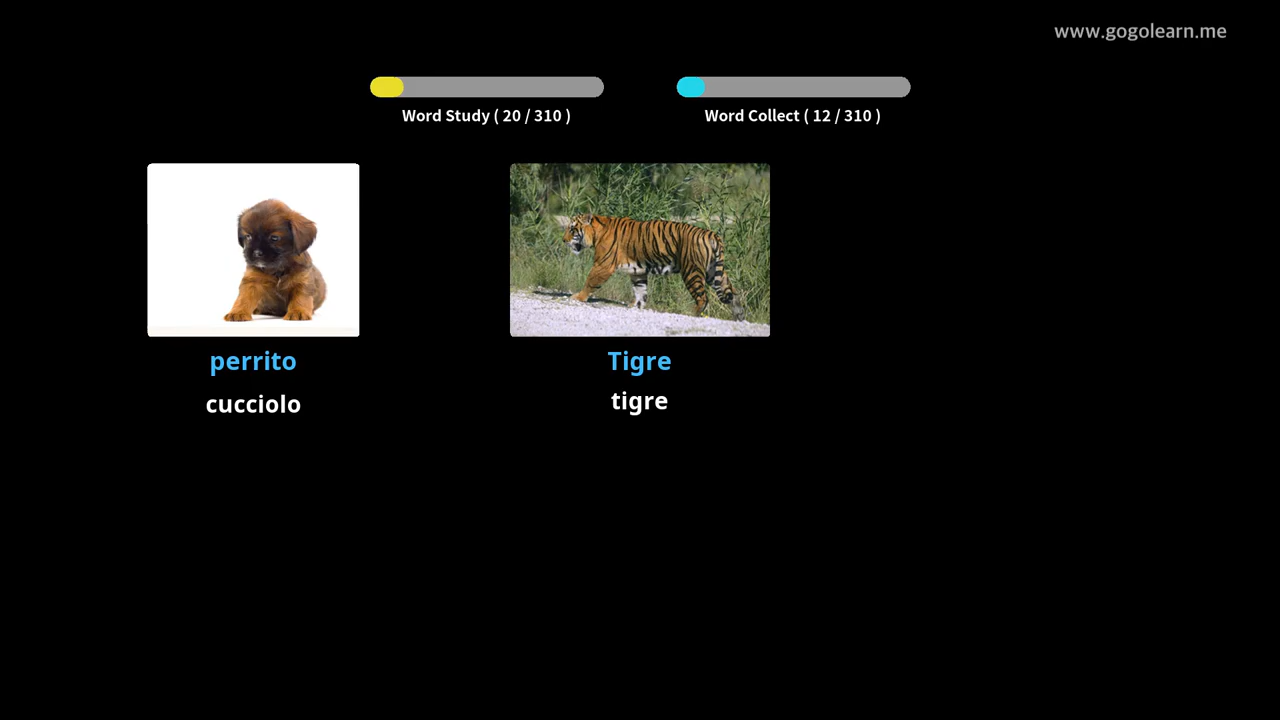 www.gogolearn.me
Word Study ( 20 / 310 )
Word Collect ( 12 / 310 )
perrito
cucciolo
Tigre
tigre